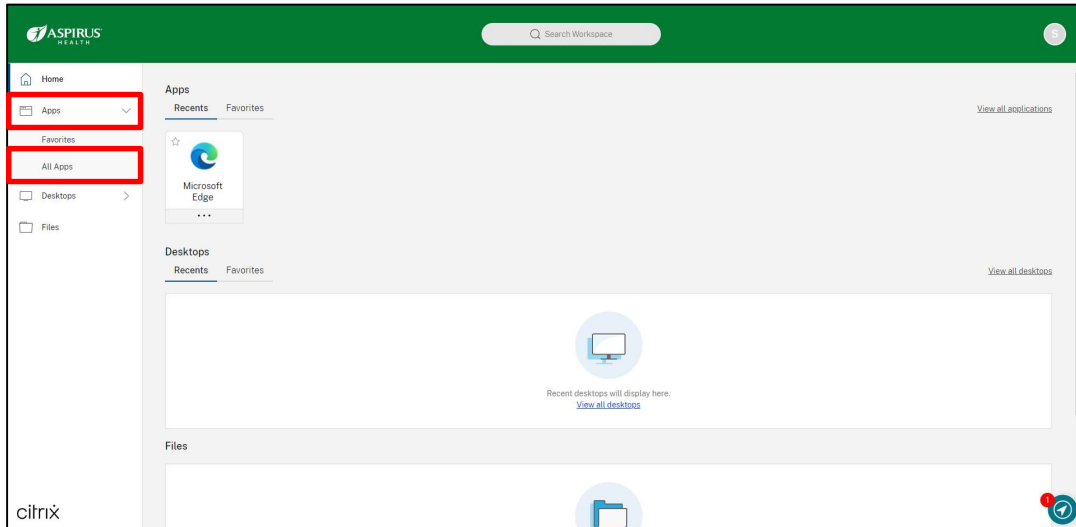 ASPIRUS
HEALTH
Search Workspace
S
Home
Apps
Favorites
All Apps
Desktops
Files
Apps
Recents Favorites
View all applications
Microsoft
Edge
...
Desktops
Recents Favorites
View all desktops
Recent desktops will display here.
View all desktops
Files
citrix
1